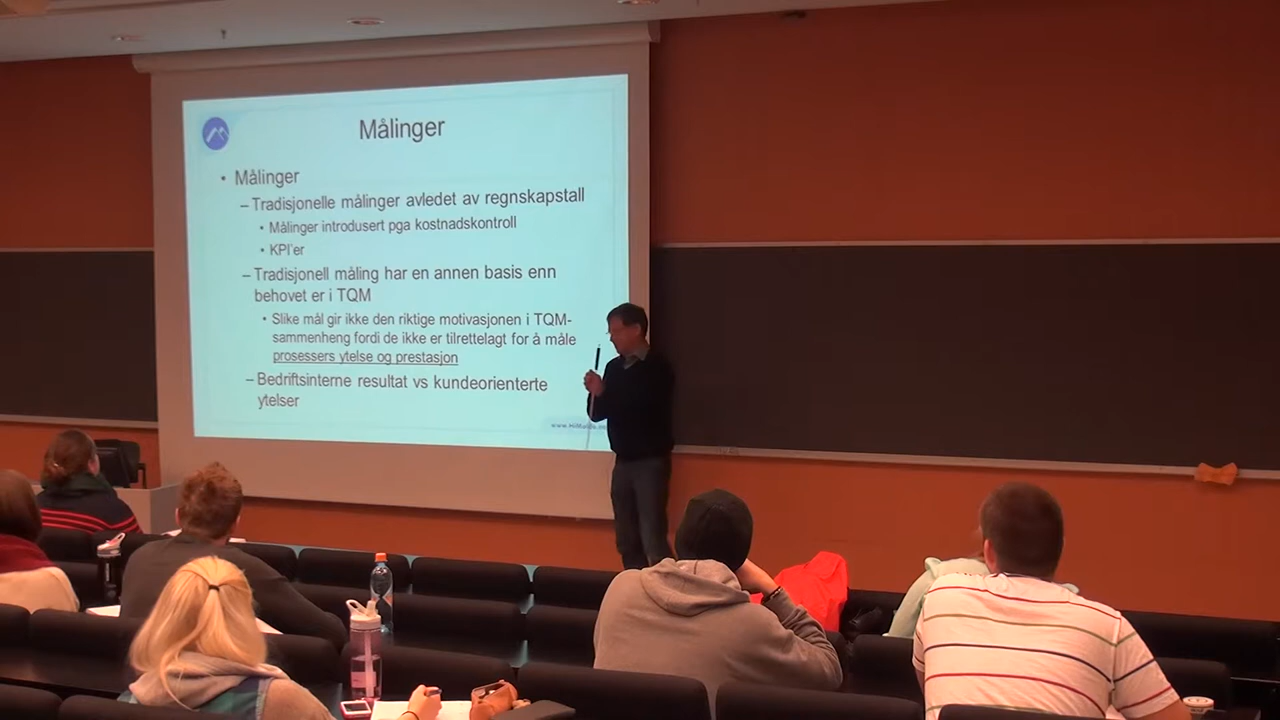 Målinger
• Målinger
– Tradisjonelle målinger avledet av regnskapstall
• Målinger introdusert pga kostnadskontroll
• KPI'er
– Tradisjonell måling har en annen basis enn
behovet er i TQM
• Slike mål gir ikke den riktige motivasjonen i TQM-
sammenheng fordi de ikke er tilrettelagt for å måle
prosessers ytelse og prestasjon
– Bedriftsinterne resultat vs kundeorienterte
ytelser